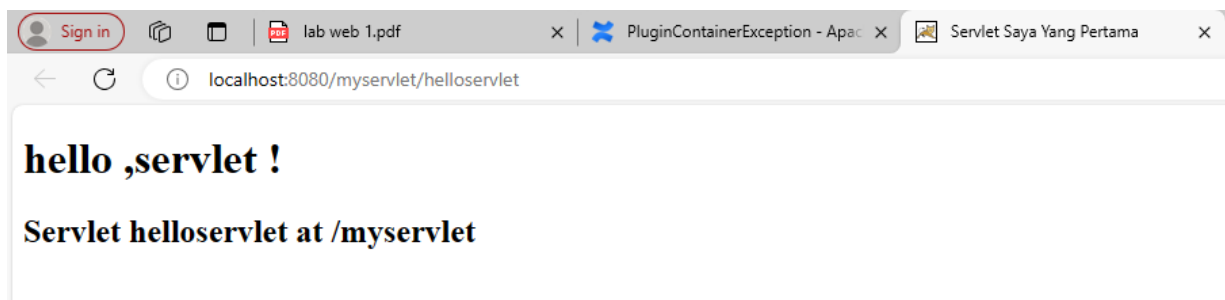 Sign in
lab web 1.pdf
PluginContainerException - Apac
Servlet Saya Yang Pertama
localhost:8080/myservlet/helloservlet
hello ,servlet !
Servlet helloservlet at /myservlet